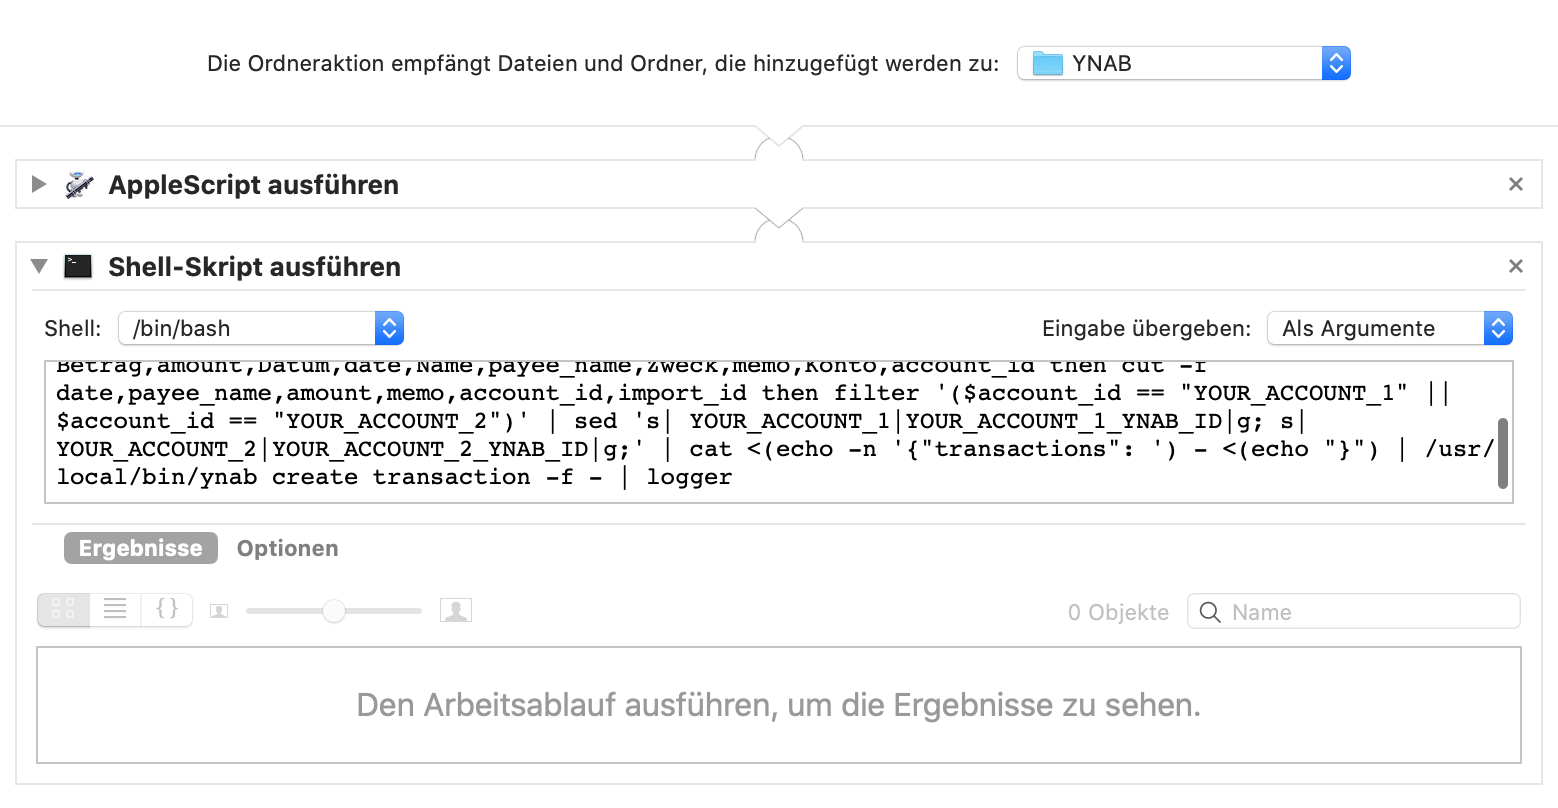 Die Ordneraktion empfängt Dateien und Ordner, die hinzugefügt werden zu: YNAB
AppleScript ausführen
Shell-Skript ausführen
Shell: /bin/bash Eingabe übergeben: Als Argumente
Betrag,amount,Datum,date,Name,payee_name,Zweck,memo,Konto,account_id then cut -f
date,payee_name,amount,memo,account_id,import_id then filter '($account_id == "YOUR_ACCOUNT_1" ||
$account_id == "YOUR_ACCOUNT_2")' | sed 's| YOUR_ACCOUNT_1|YOUR_ACCOUNT_1_YNAB_ID|g; s|
YOUR_ACCOUNT_2|YOUR_ACCOUNT_2_YNAB_ID|g;' | cat <(echo -n '{"transactions": ') - <(echo "}") | /usr/
local/bin/ynab create transaction -f - | logger
Ergebnisse Optionen
0 Objekte Name
Den Arbeitsablauf ausführen, um die Ergebnisse zu sehen.